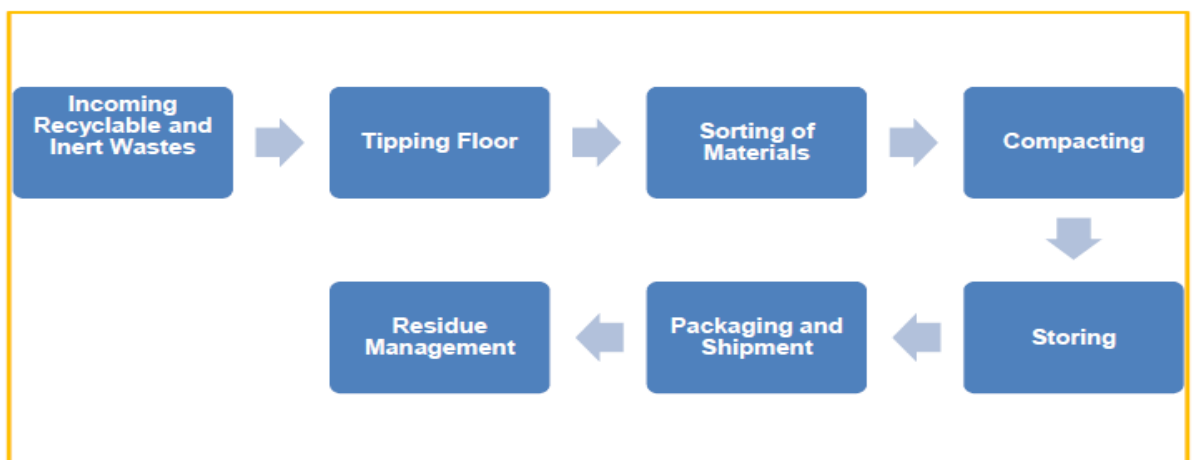 Incoming
Recyclable and
Inert Wastes
Tipping Floor
Sorting of
Materials
Compacting
Storing
Packaging and
Shipment
Residue
Management